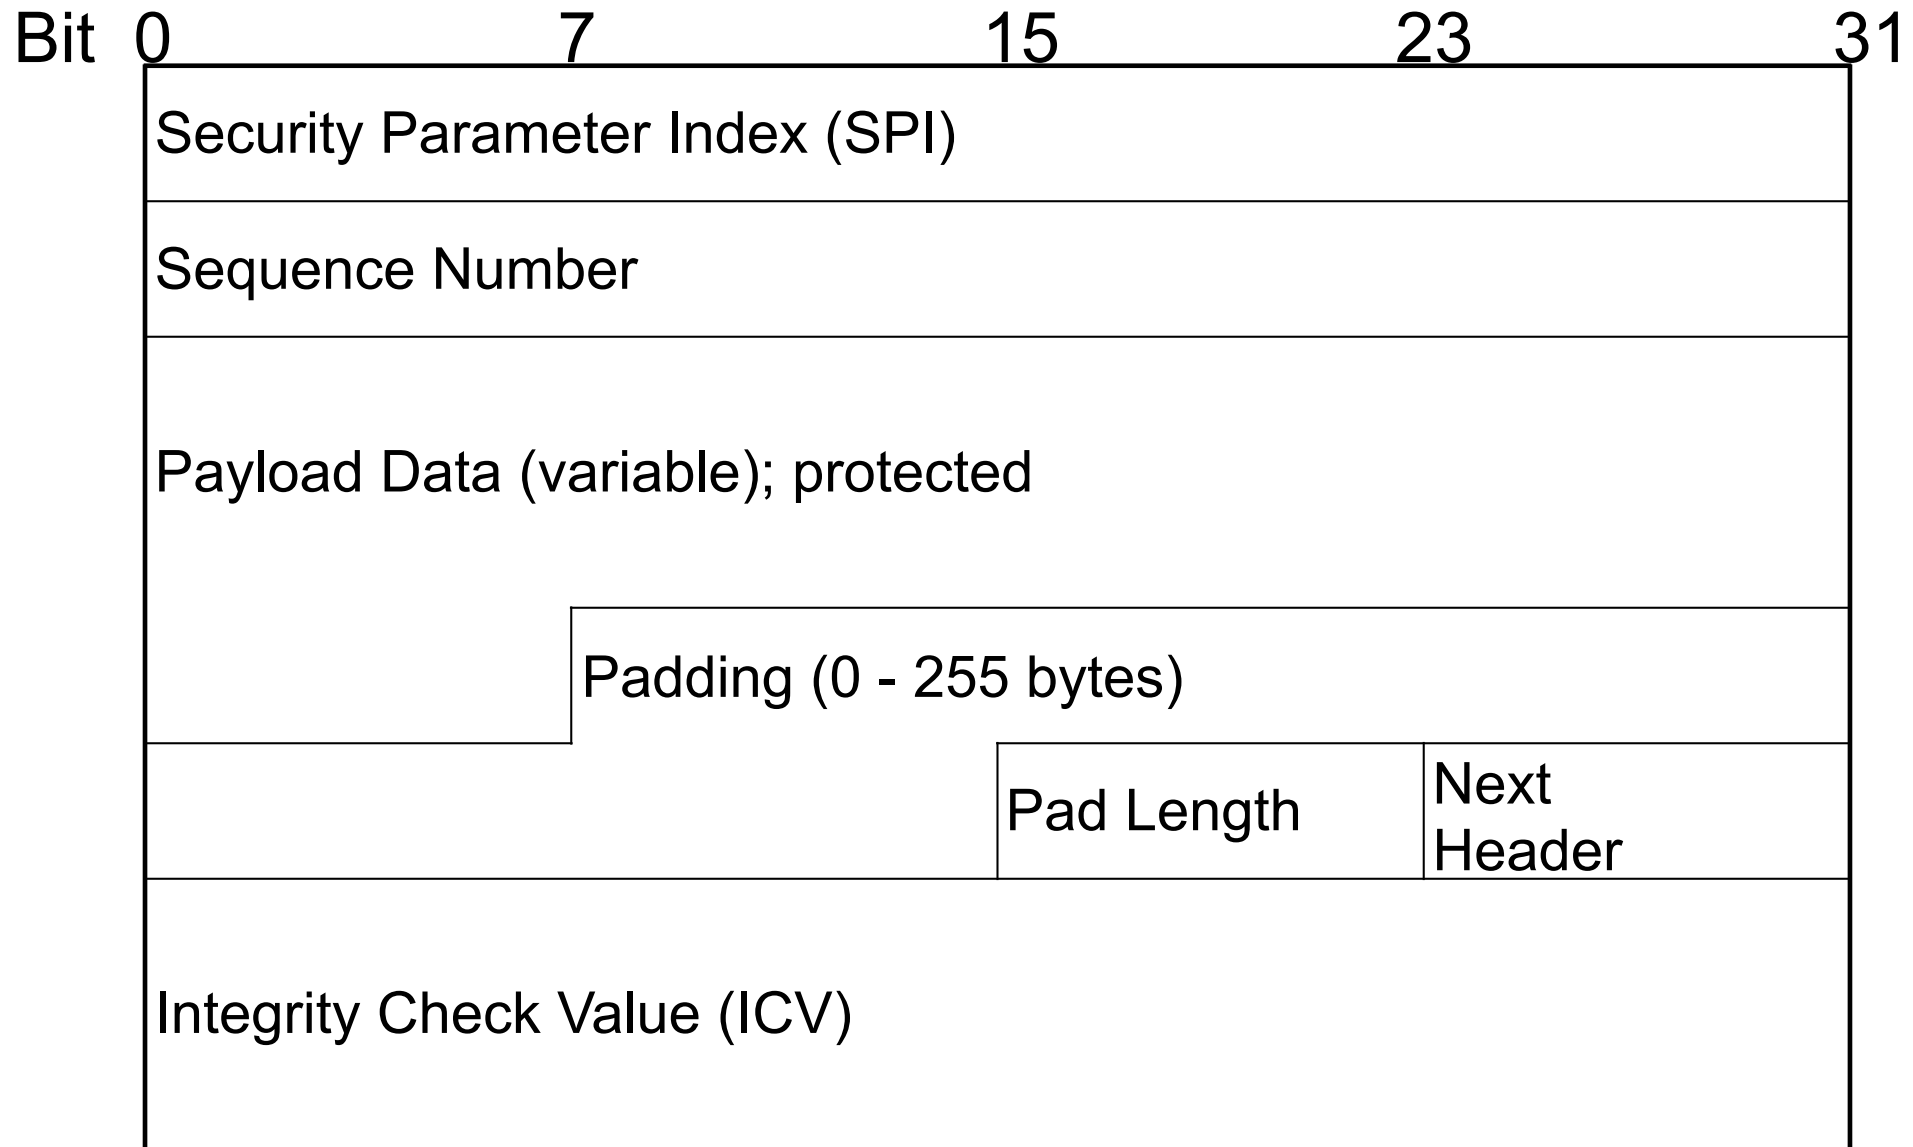 Bit 0 7 15 23 31
Security Parameter Index (SPI)
Sequence Number
Payload Data (variable); protected
Padding (0 - 255 bytes)
Pad Length
Next
Header
Integrity Check Value (ICV)